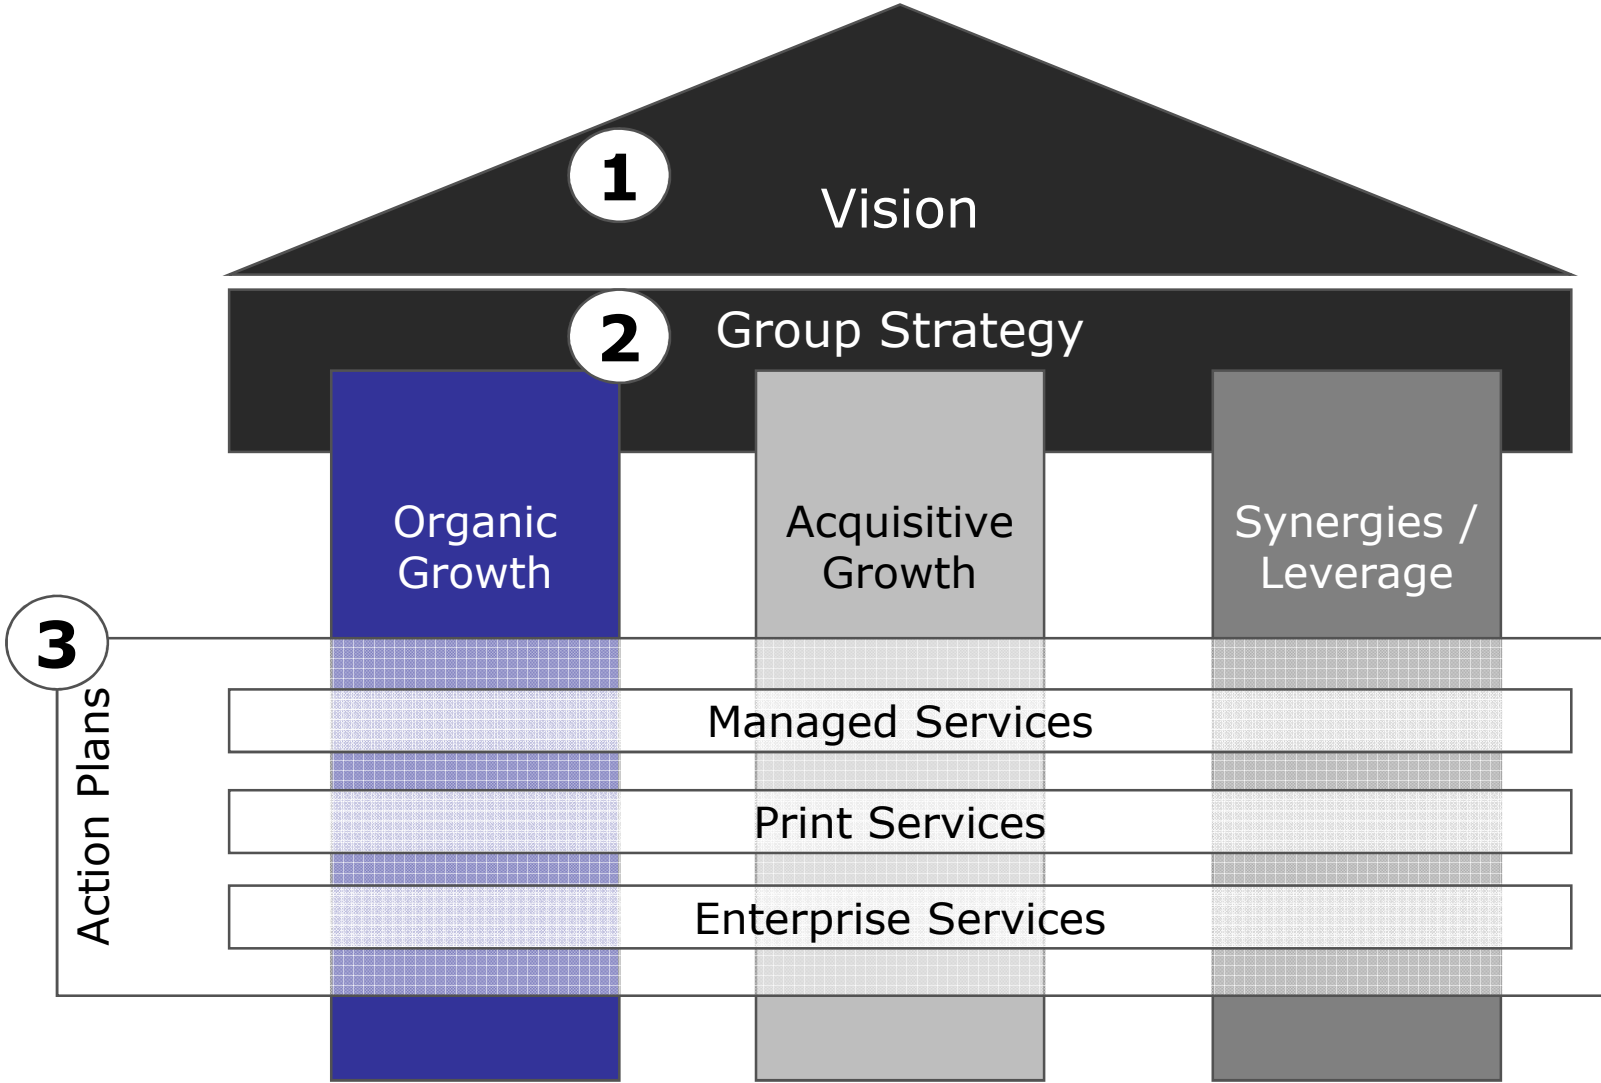 1
Vision
2
Group Strategy
Organic
Growth
Acquisitive
Growth
Synergies /
Leverage
3
Action Plans
Managed Services
Print Services
Enterprise Services